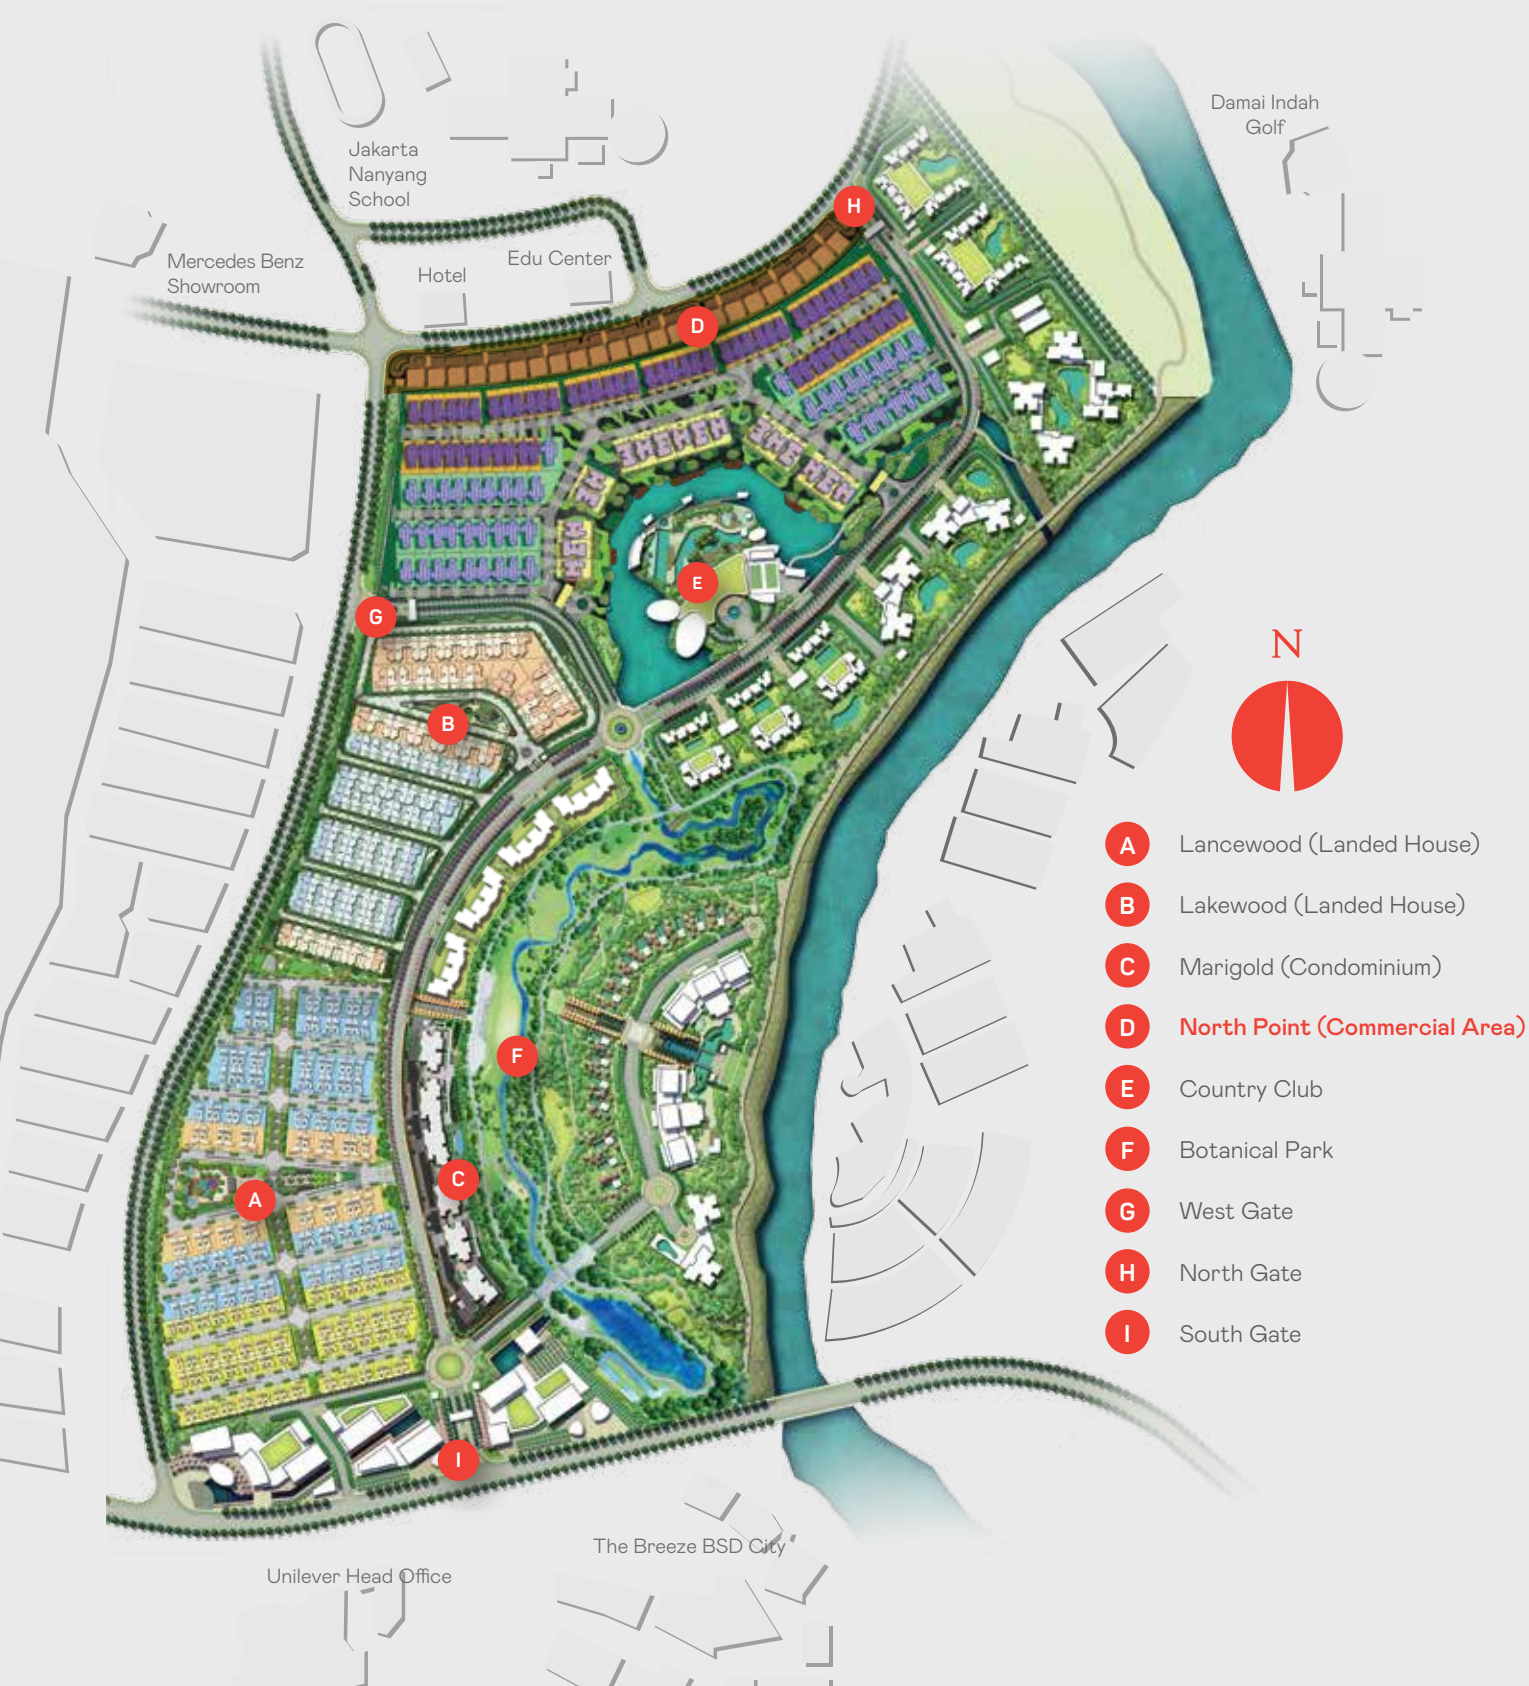 Damai Indah
Golf
Jakarta
Nanyang
School
Mercedes Benz
Showroom
Hotel
Edu Center
H
D
E
G
B
F
C
A
I
N
A Lancewood (Landed House)
B Lakewood (Landed House)
C Marigold (Condominium)
D North Point (Commercial Area)
E Country Club
F Botanical Park
G West Gate
H North Gate
I South Gate
The Breeze BSD City
Unilever Head Office